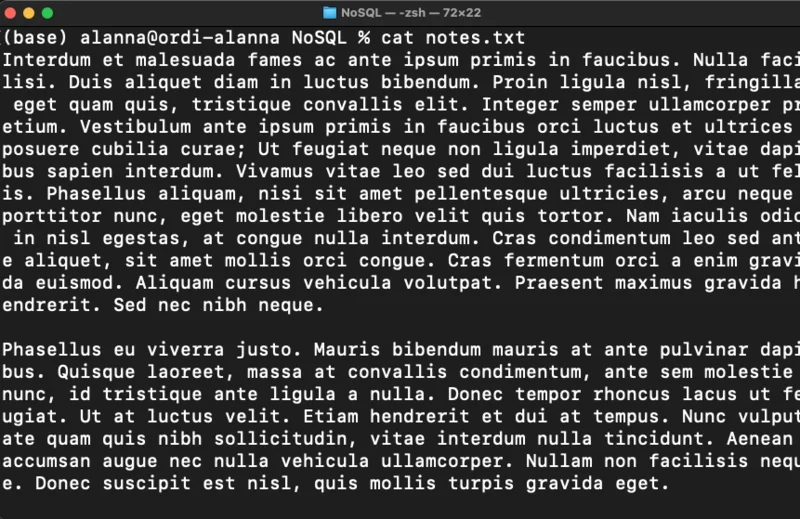 NoSQL — -zsh — 72×22
(base) alanna@ordi-alanna NoSQL % cat notes.txt
Interdum et malesuada fames ac ante ipsum primis in faucibus. Nulla faci
lisi. Duis aliquet diam in luctus bibendum. Proin ligula nisl, fringilla
eget quam quis, tristique convallis elit. Integer semper ullamcorper pr
etium. Vestibulum ante ipsum primis in faucibus orci luctus et ultrices
posuere cubilia curae; Ut feugiat neque non ligula imperdiet, vitae dapi
bus sapien interdum. Vivamus vitae leo sed dui luctus facilisis a ut fel
is. Phasellus aliquam, nisi sit amet pellentesque ultricies, arcu neque
porttitor nunc, eget molestie libero velit quis tortor. Nam iaculis odio
in nisl egestas, at congue nulla interdum. Cras condimentum leo sed ant
e aliquet, sit amet mollis orci congue. Cras fermentum orci a enim gravi
da euismod. Aliquam cursus vehicula volutpat. Praesent maximus gravida h
endrerit. Sed nec nibh neque.

Phasellus eu viverra justo. Mauris bibendum mauris at ante pulvinar dapi
bus. Quisque laoreet, massa at convallis condimentum, ante sem molestie
nunc, id tristique ante ligula a nulla. Donec tempor rhoncus lacus ut fe
ugiat. Ut at luctus velit. Etiam hendrerit et dui at tempus. Nunc vulput
ate quam quis nibh sollicitudin, vitae interdum nulla tincidunt. Aenean
accumsan augue nec nulla vehicula ullamcorper. Nullam non facilisis nequ
e. Donec suscipit est nisl, quis mollis turpis gravida eget.